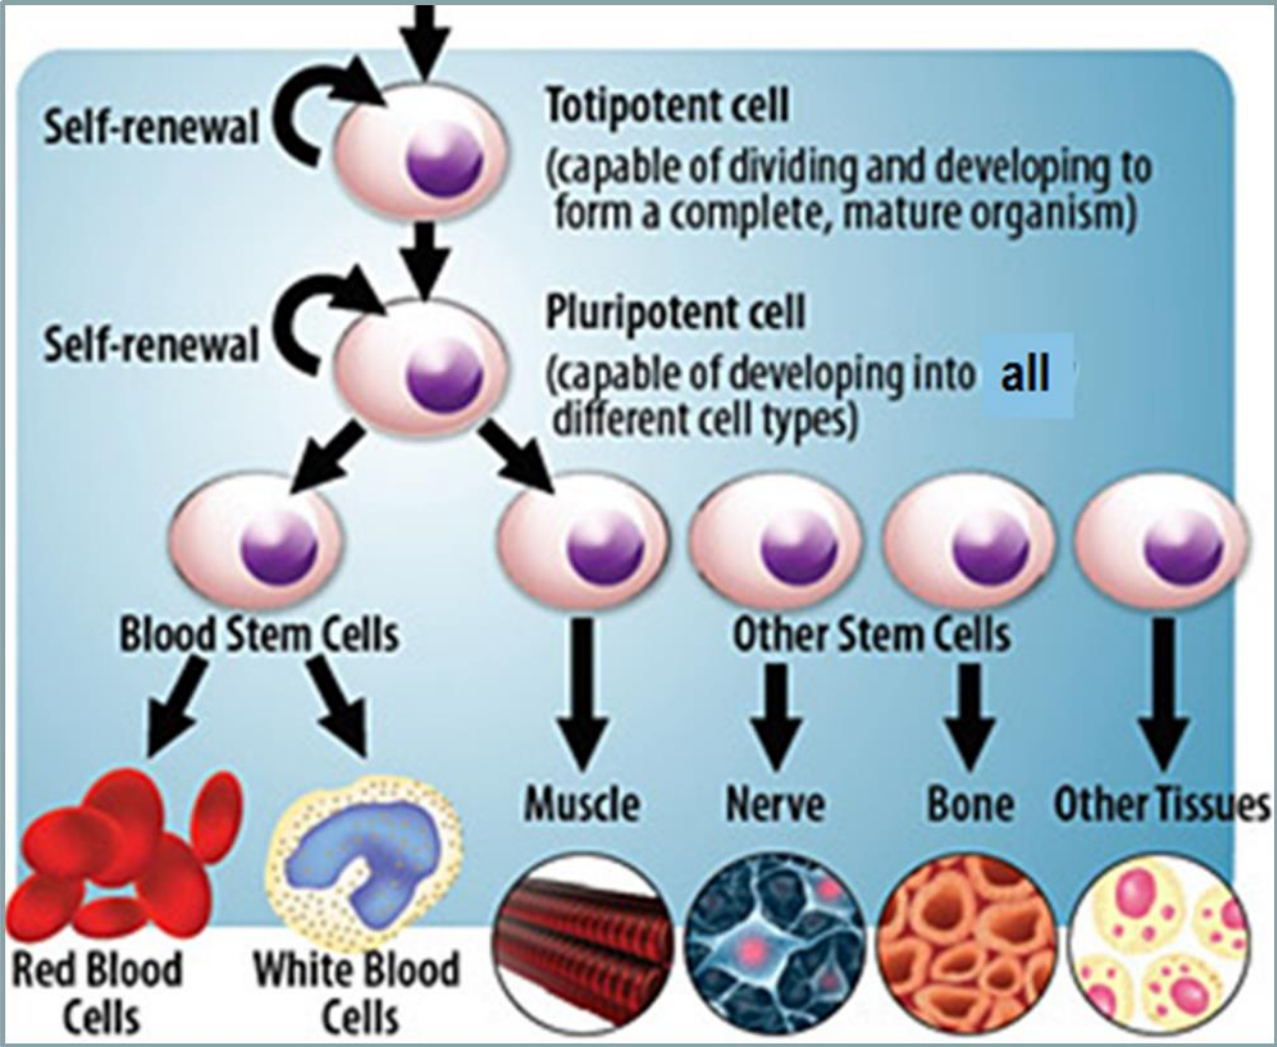 Self-renewal
Totipotent cell
(capable of dividing and developing to
form a complete, mature organism)
Self-renewal
Pluripotent cell
(capable of developing into all
different cell types)
Blood Stem Cells
Other Stem Cells
Muscle
Nerve
Bone
Other Tissues
Red Blood
Cells
White Blood
Cells